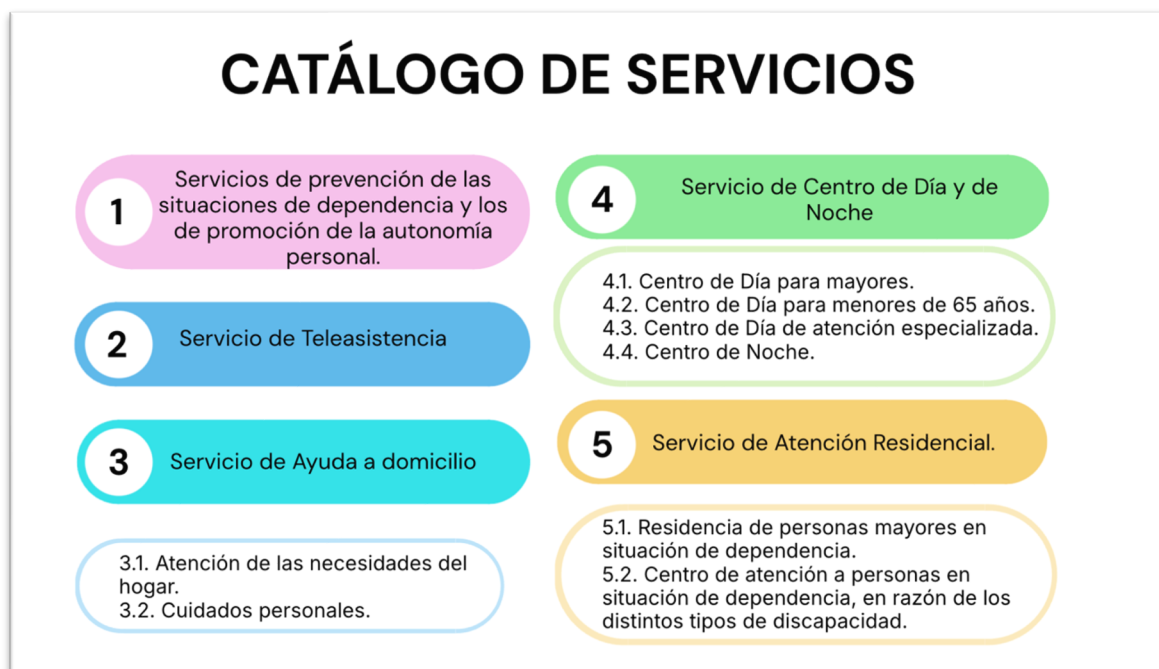 CATÁLOGO DE SERVICIOS
1
Servicios de prevención de las
situaciones de dependencia y los
de promoción de la autonomía
personal.
2
Servicio de Teleasistencia
3
Servicio de Ayuda a domicilio
3.1. Atención de las necesidades del
hogar.
3.2. Cuidados personales.
4
Servicio de Centro de Día y de
Noche
4.1. Centro de Día para mayores.
4.2. Centro de Día para menores de 65 años.
4.3. Centro de Día de atención especializada.
4.4. Centro de Noche.
5
Servicio de Atención Residencial.
5.1. Residencia de personas mayores en
situación de dependencia.
5.2. Centro de atención a personas en
situación de dependencia, en razón de los
distintos tipos de discapacidad.